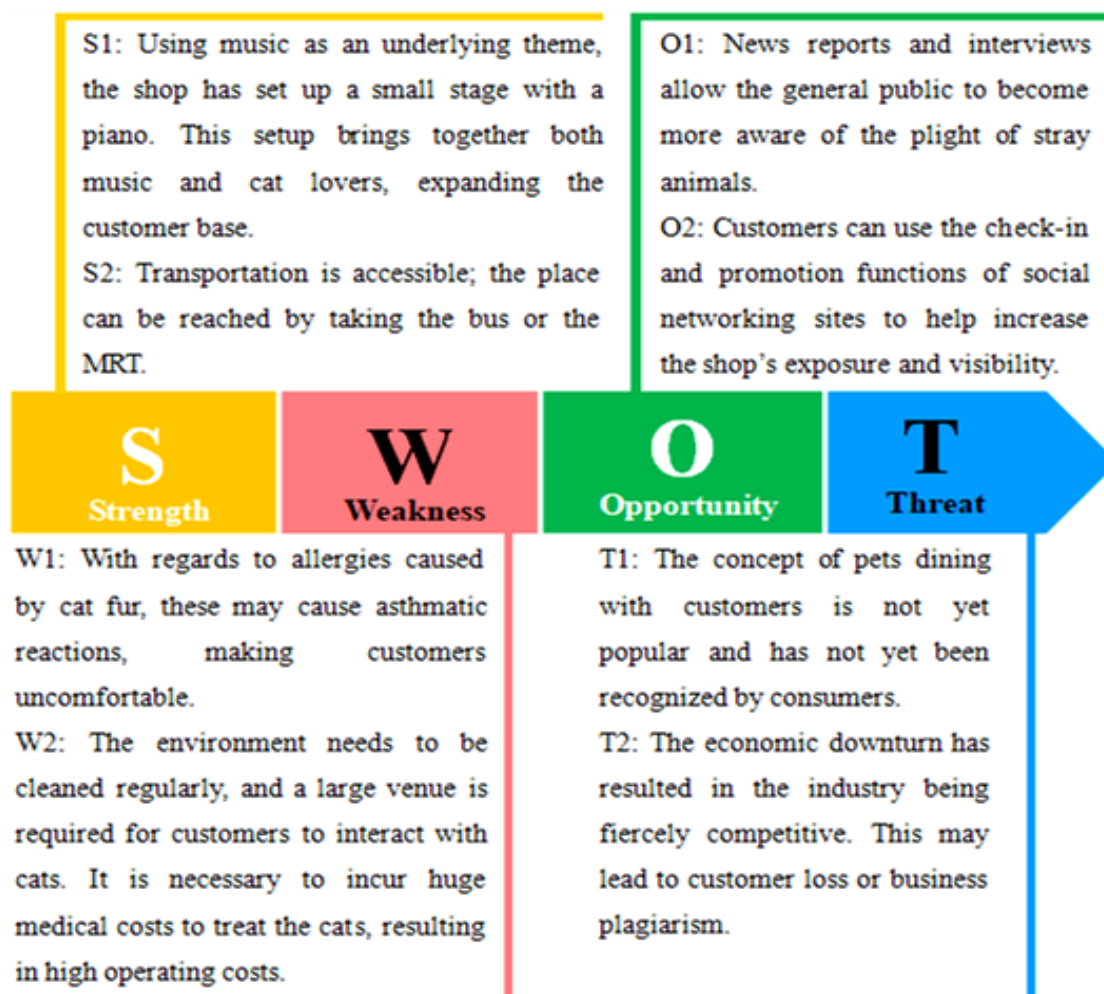 S1: Using music as an underlying theme,
the shop has set up a small stage with a
piano. This setup brings together both
music and cat lovers, expanding the
customer base.
S2: Transportation is accessible; the place
can be reached by taking the bus or the
MRT.
O1: News reports and interviews
allow the general public to become
more aware of the plight of stray
animals.
O2: Customers can use the check-in
and promotion functions of social
networking sites to help increase
the shop’s exposure and visibility.
S
Strength
W
Weakness
O
Opportunity
T
Threat
W1: With regards to allergies caused
by cat fur, these may cause asthmatic
reactions, making customers
uncomfortable.
W2: The environment needs to be
cleaned regularly, and a large venue is
required for customers to interact with
cats. It is necessary to incur huge
medical costs to treat the cats, resulting
in high operating costs.
T1: The concept of pets dining
with customers is not yet
popular and has not yet been
recognized by consumers.
T2: The economic downturn has
resulted in the industry being
fiercely competitive. This may
lead to customer loss or business
plagiarism.